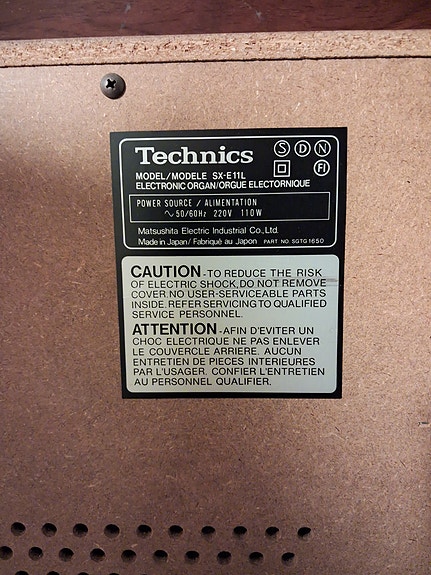 Technics
S D N
FI
MODEL/MODELE SX-E11L
ELECTRONIC ORGAN/ORGUE ELECTORNIQUE
POWER SOURCE / ALIMENTATION
∿50/60Hz 220V 110W
Matsushita Electric Industrial Co.,Ltd.
Made in Japan/Fabriqué au Japon PART NO. SGTG1650
CAUTION-TO REDUCE THE RISK
OF ELECTRIC SHOCK,DO NOT REMOVE
COVER.NO USER-SERVICEABLE PARTS
INSIDE.REFER SERVICING TO QUALIFIED
SERVICE PERSONNEL.
ATTENTION-AFIN D'EVITER UN
CHOC ELECTRIQUE NE PAS ENLEVER
LE COUVERCLE ARRIERE. AUCUN
ENTRETIEN DE PIECES INTERIEURES
PAR L'USAGER. CONFIER L'ENTRETIEN
AU PERSONNEL QUALIFIER.